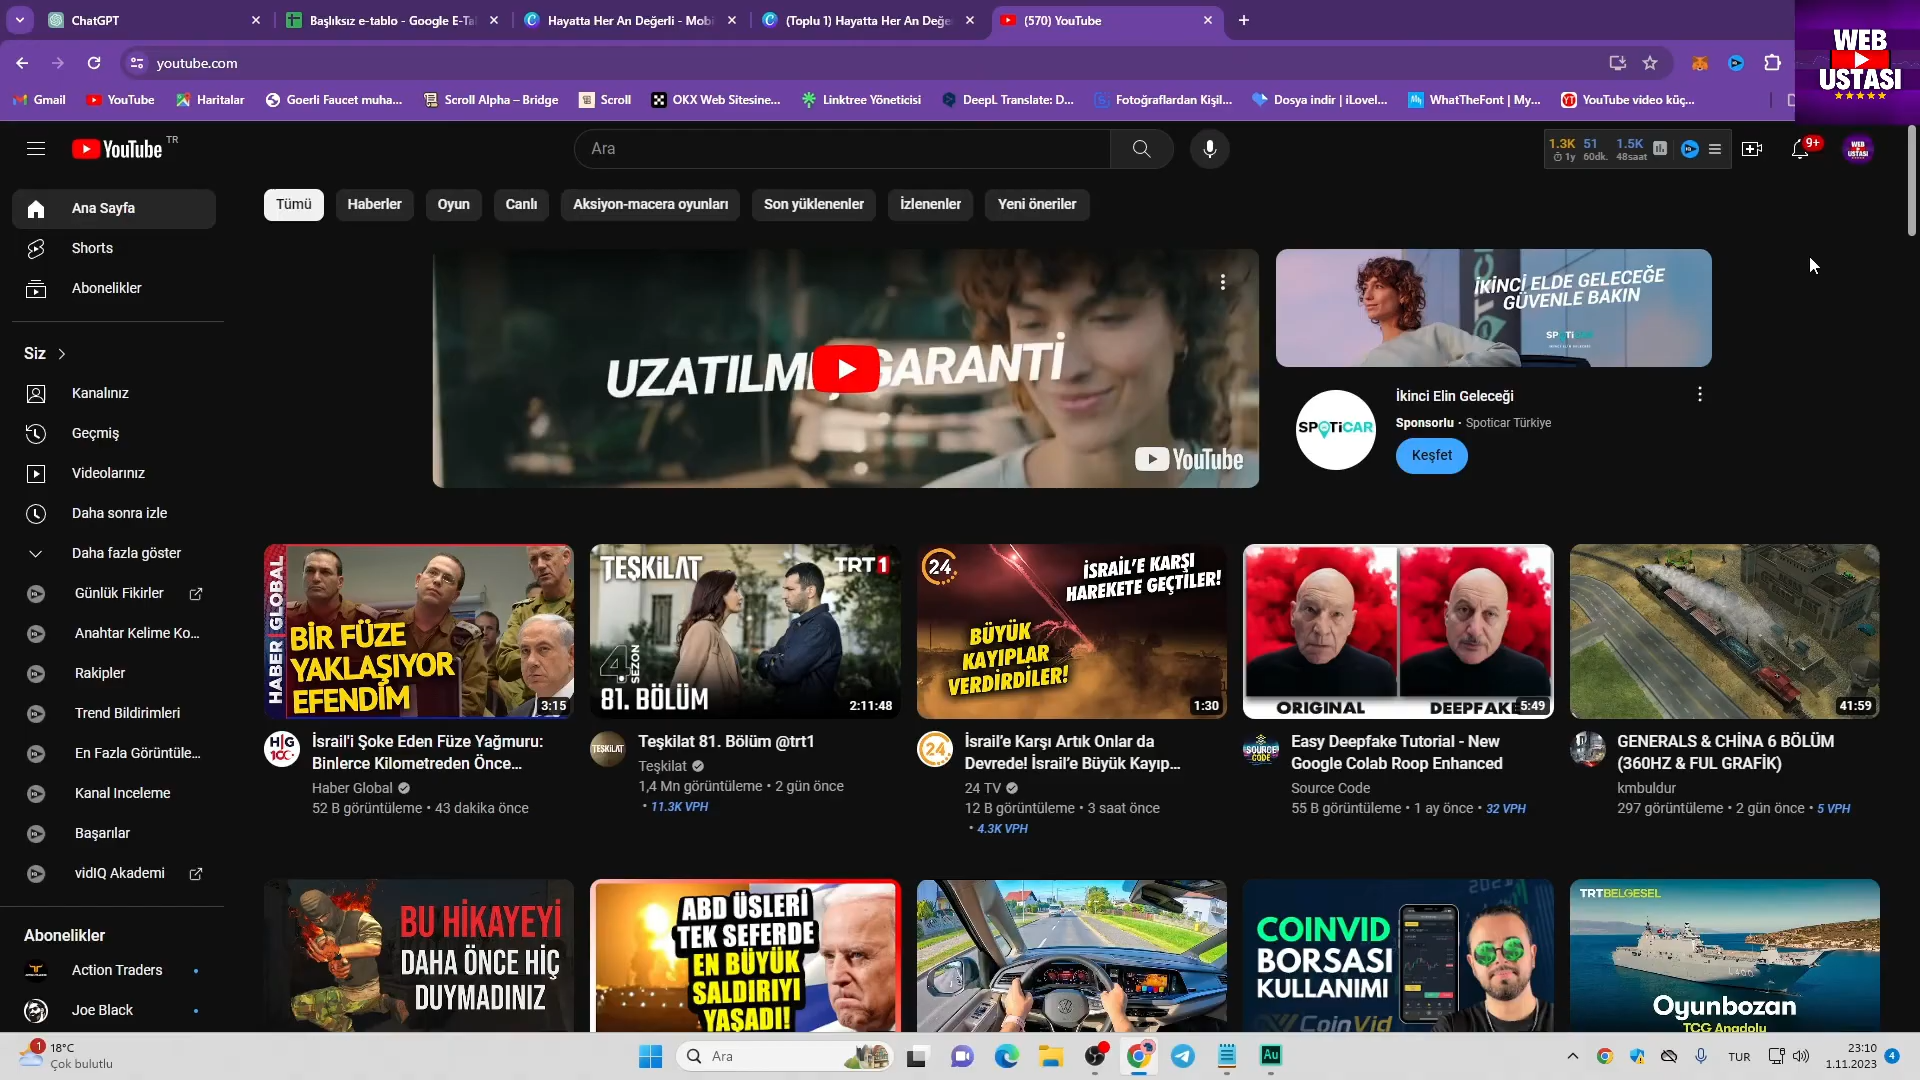 ChatGPT
Başlıksız e-tablo - Google E-Ta
Hayatta Her An Değerli - Mobi
(Toplu 1) Hayatta Her An Değe
(570) YouTube
WEB
USTASI
youtube.com
Gmail
YouTube
Haritalar
Goerli Faucet muha...
Scroll Alpha – Bridge
Scroll
OKX Web Sitesine...
Linktree Yöneticisi
DeepL Translate: D...
Fotoğraflardan Kişil...
Dosya indir | iLovel...
WhatTheFont | My...
YouTube video küç...
YouTube TR
Ara
1.3K 51 1.5K
1y 60dk. 48saat
9+
Ana Sayfa
Shorts
Abonelikler
Siz
Kanalınız
Geçmiş
Videolarınız
Daha sonra izle
Daha fazla göster
Günlük Fikirler
Anahtar Kelime Ko...
Rakipler
Trend Bildirimleri
En Fazla Görüntüle...
Kanal Inceleme
Başarılar
vidIQ Akademi
Abonelikler
Action Traders
Joe Black
Tümü
Haberler
Oyun
Canlı
Aksiyon-macera oyunları
Son yüklenenler
İzlenenler
Yeni öneriler
GARANTİ
YouTube
İKİNCİ ELDE GELECEĞE
GÜVENLE BAKIN
SPOTiCAR
İkinci Elin Geleceği
Sponsorlu · Spoticar Türkiye
Keşfet
HABER GLOBAL
BİR FÜZE
YAKLAŞIYOR
EFENDİM
3:15
H|G
100
İsrail'i Şoke Eden Füze Yağmuru:
Binlerce Kilometreden Önce...
Haber Global
52 B görüntüleme • 43 dakika önce
TEŞKİLAT
TRT 1
4. SEZON
81. BÖLÜM
2:11:48
TEŞKİLAT
Teşkilat 81. Bölüm @trt1
Teşkilat
1,4 Mn görüntüleme • 2 gün önce
• 11.3K VPH
24
İSRAİL'E KARŞI
HAREKETE GEÇTİLER!
BÜYÜK
KAYIPLAR
VERDİRDİLER!
1:30
24
İsrail'e Karşı Artık Onlar da
Devrede! İsrail'e Büyük Kayıp...
24 TV
12 B görüntüleme • 3 saat önce
• 4.3K VPH
ORIGINAL
DEEPFAKE
5:49
SOURCE
CODE
Easy Deepfake Tutorial - New
Google Colab Roop Enhanced
Source Code
55 B görüntüleme • 1 ay önce • 32 VPH
41:59
GENERALS & CHİNA 6 BÖLÜM
(360HZ & FUL GRAFİK)
kmbuldur
297 görüntüleme • 2 gün önce • 5 VPH
BU HİKAYEYİ
DAHA ÖNCE HİÇ
DUYMADINIZ
ABD ÜSLERİ
TEK SEFERDE
EN BÜYÜK
SALDIRIYI
YAŞADI!
COINVID
BORSASI
KULLANIMI
CoinVid
TRTBELGESEL
L400
Oyunbozan
TCG Anadolu
1
18°C
Çok bulutlu
Ara
Au
TUR
23:10
1.11.2023
4